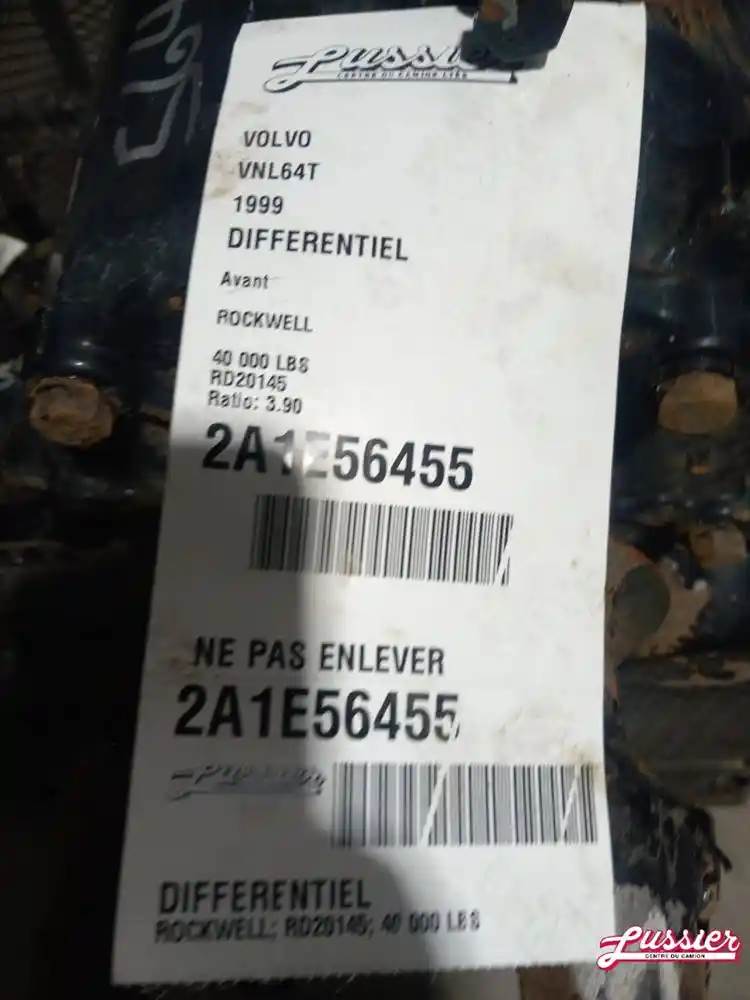 Lussier
CENTRE DU CAMION LTÉE
VOLVO
VNL64T
1999
DIFFERENTIEL
Avant
ROCKWELL
40 000 LBS
RD20145
Ratio: 3.90
2A1E56455
NE PAS ENLEVER
2A1E56455
Lussier
DIFFERENTIEL
ROCKWELL; RD20145; 40 000 LBS
Lussier
CENTRE DU CAMION